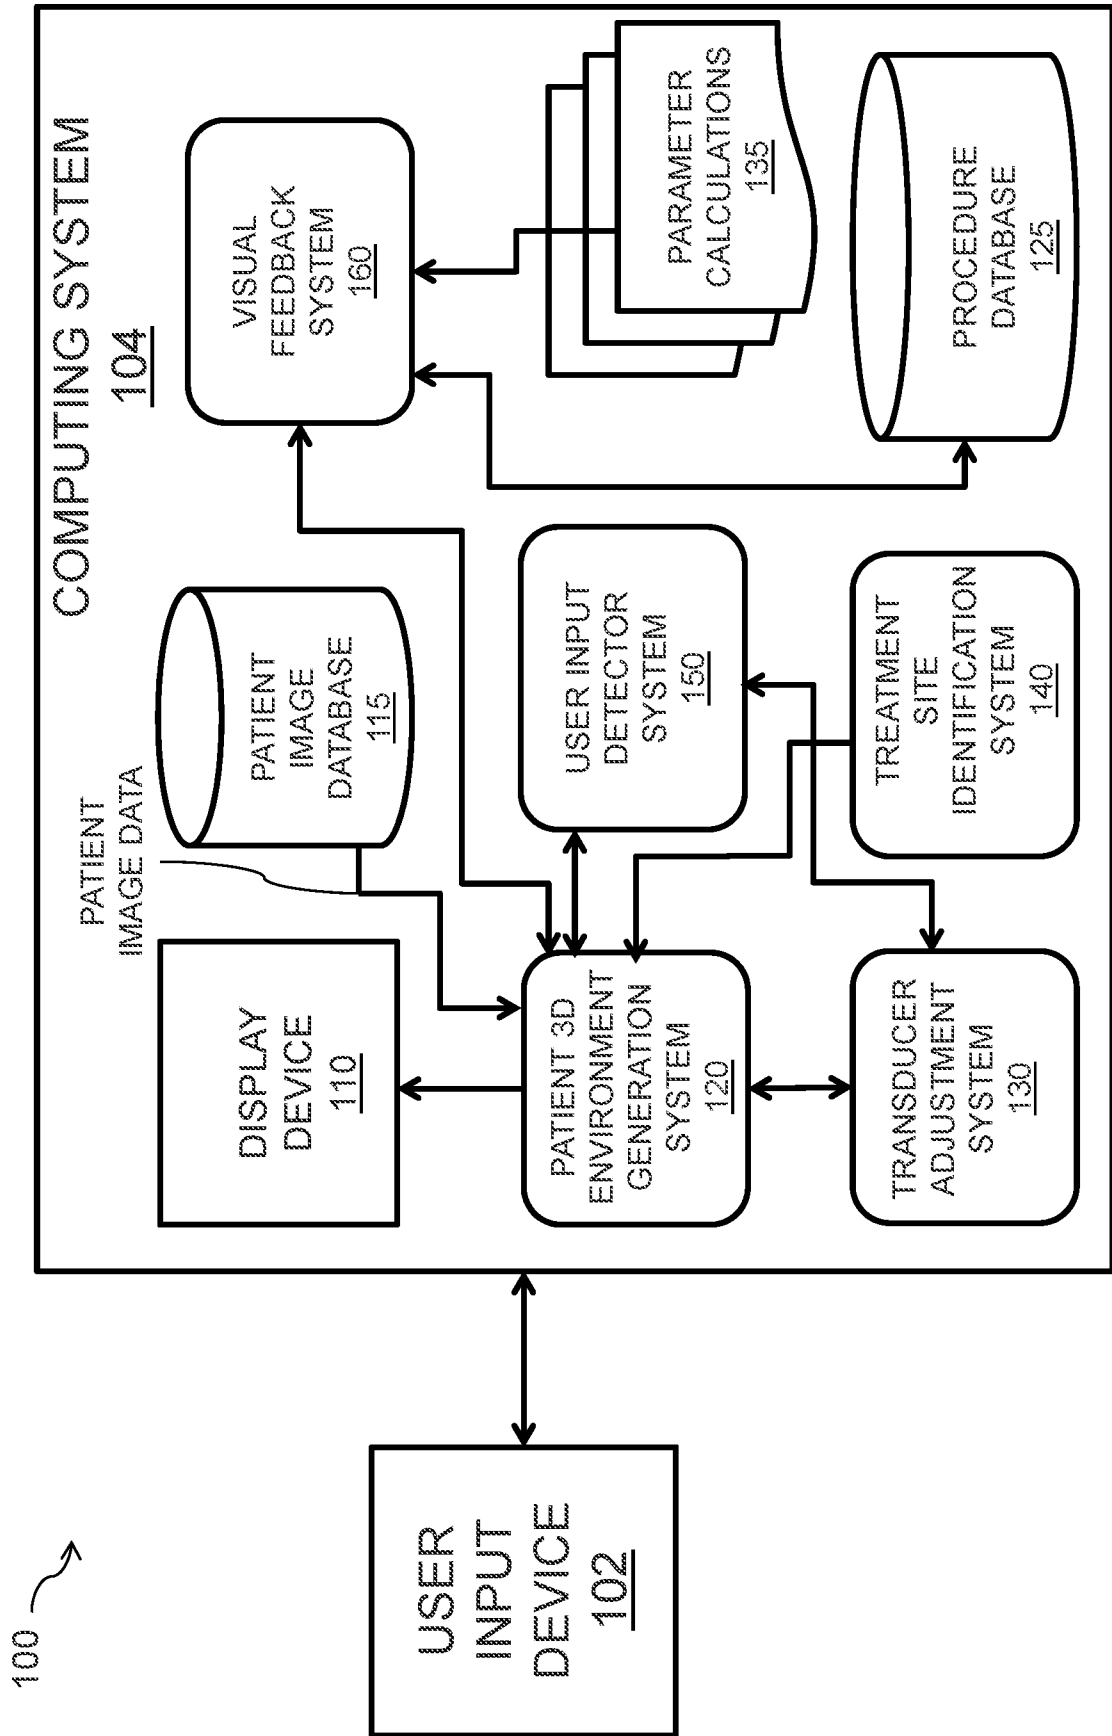 100
USER
INPUT
DEVICE
102
COMPUTING SYSTEM
104
DISPLAY
DEVICE
110
PATIENT
IMAGE DATA
PATIENT
IMAGE
DATABASE
115
VISUAL
FEEDBACK
SYSTEM
160
PATIENT 3D
ENVIRONMENT
GENERATION
SYSTEM
120
USER INPUT
DETECTOR
SYSTEM
150
PARAMETER
CALCULATIONS
135
TRANSDUCER
ADJUSTMENT
SYSTEM
130
TREATMENT
SITE
IDENTIFICATION
SYSTEM
140
PROCEDURE
DATABASE
125